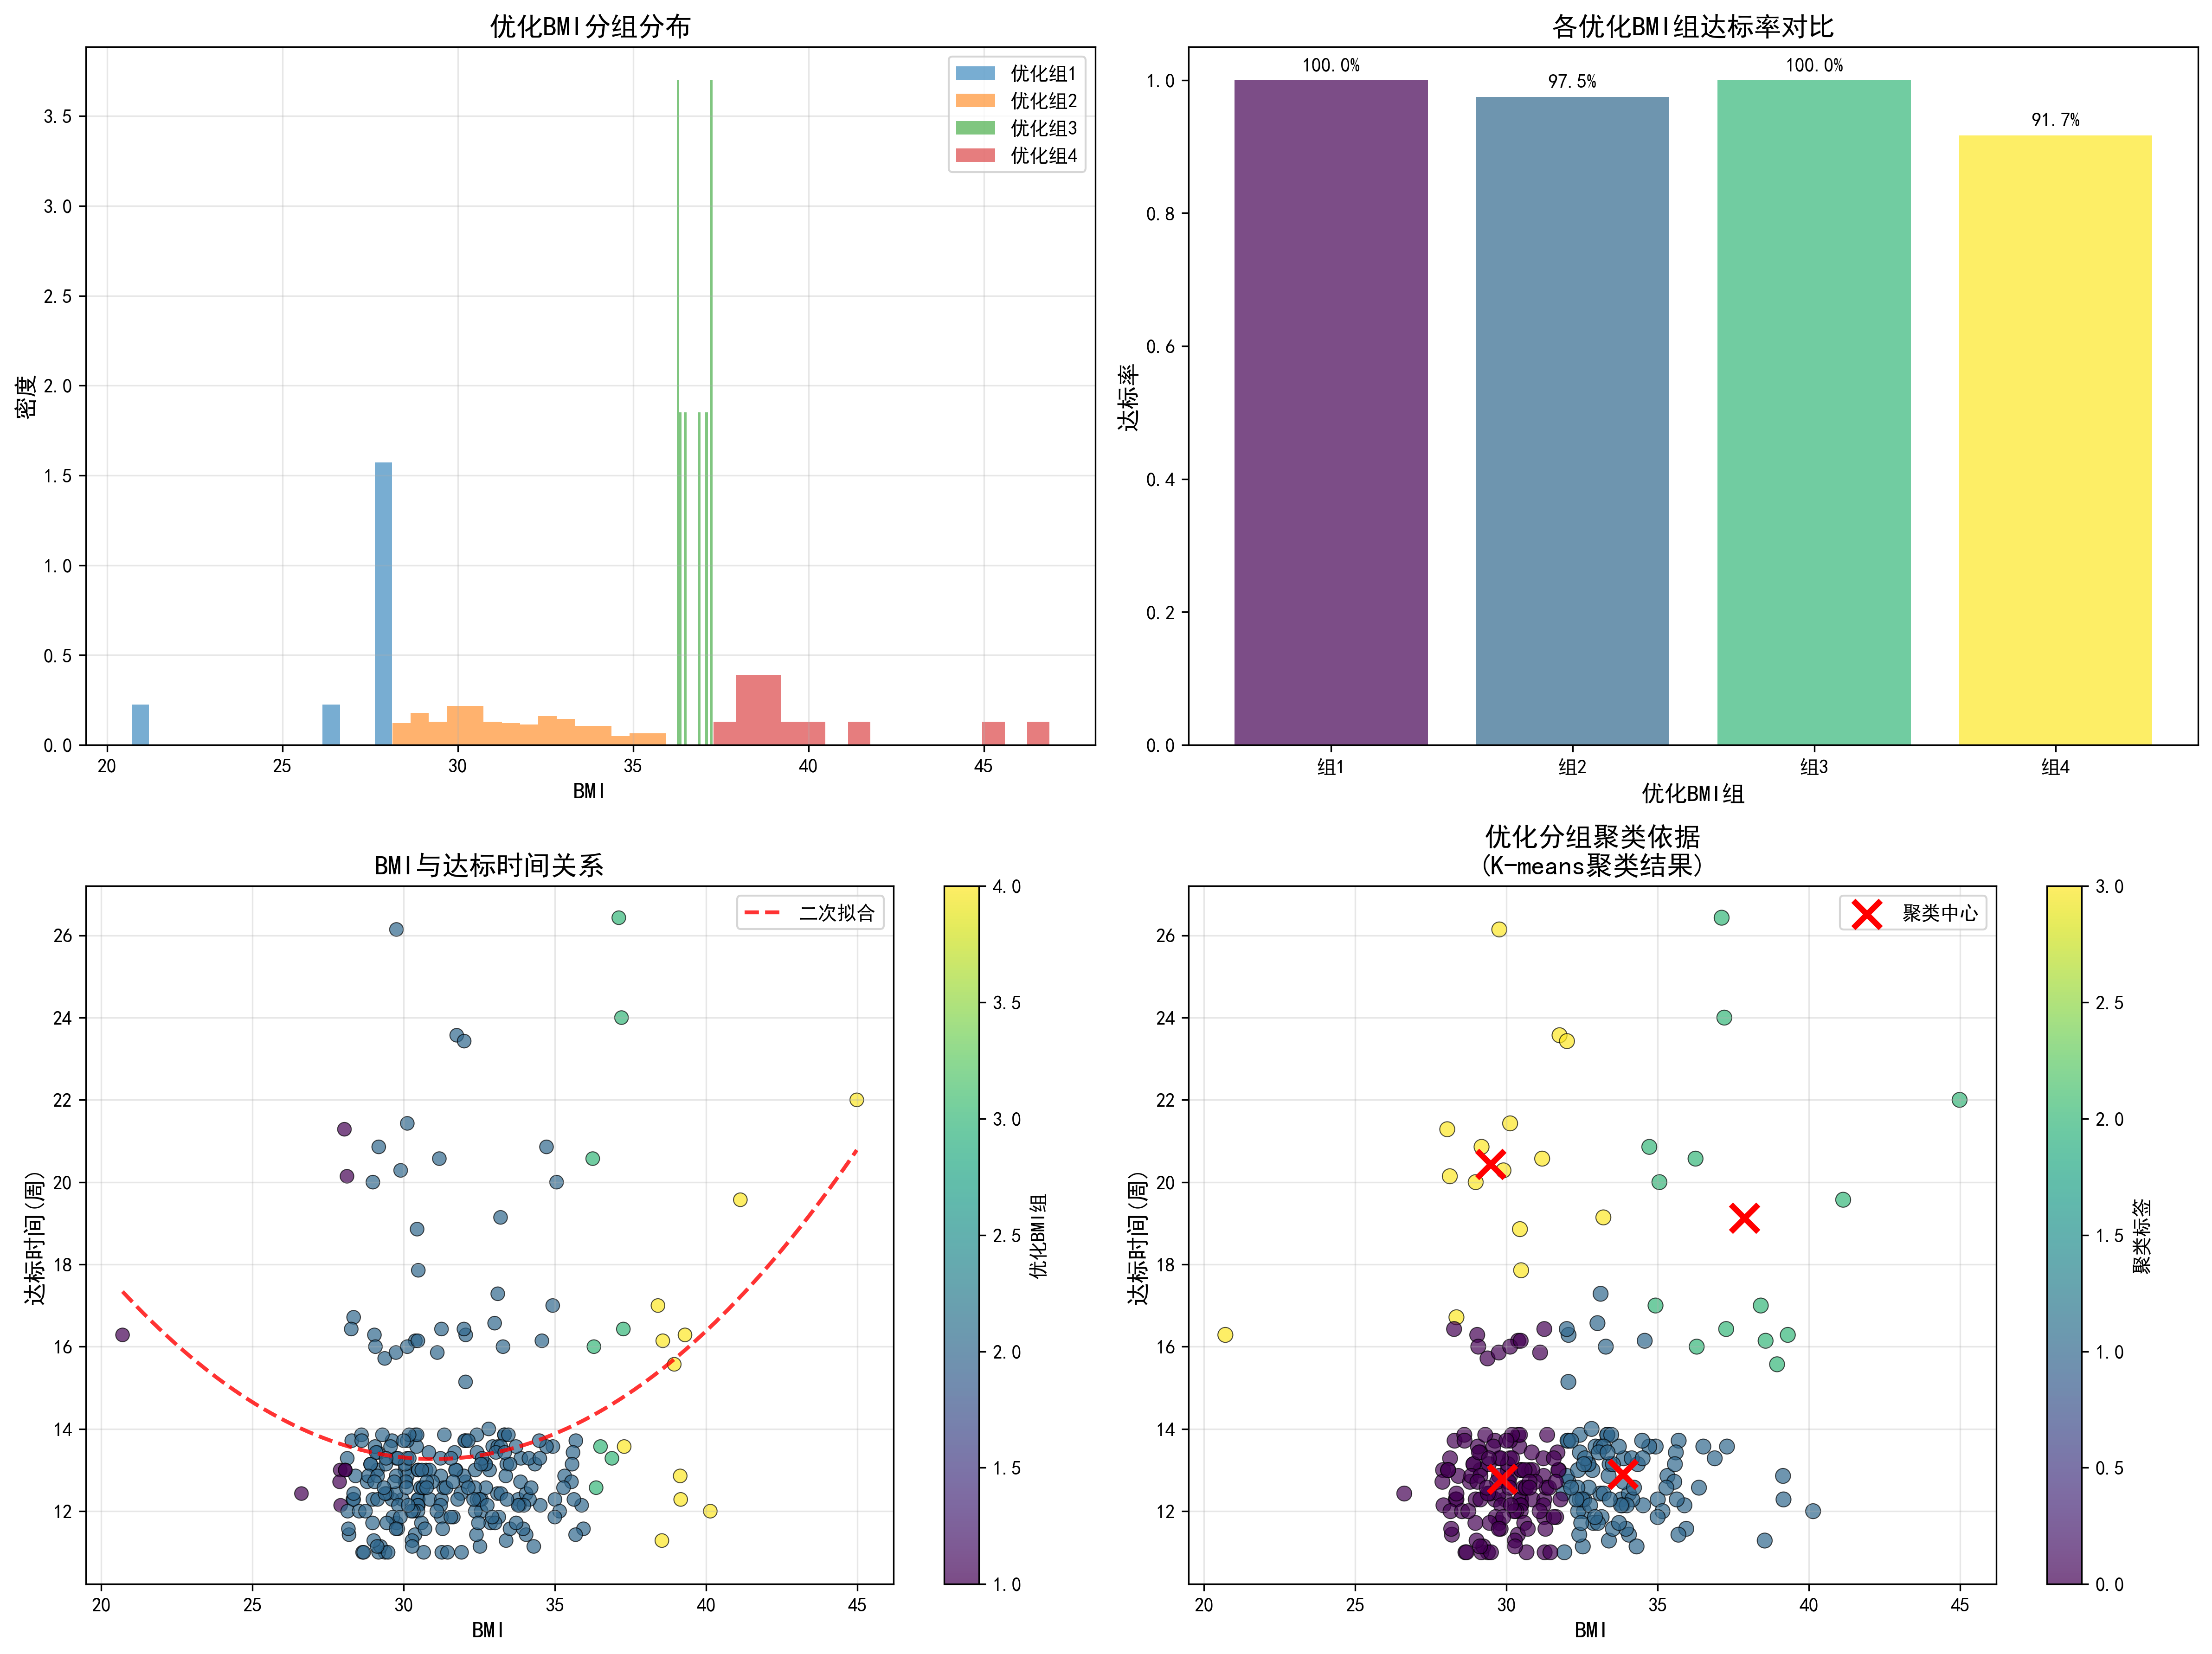 优化BMI分组分布
密度
3.5
3.0
2.5
2.0
1.5
1.0
0.5
0.0
20
25
30
35
40
45
BMI
优化组1
优化组2
优化组3
优化组4
各优化BMI组达标率对比
达标率
1.0
0.8
0.6
0.4
0.2
0.0
100.0%
97.5%
100.0%
91.7%
组1
组2
组3
组4
优化BMI组
BMI与达标时间关系
达标时间(周)
26
24
22
20
18
16
14
12
20
25
30
35
40
45
BMI
二次拟合
4.0
3.5
3.0
2.5
2.0
1.5
1.0
优化BMI组
优化分组聚类依据
(K-means聚类结果)
达标时间(周)
26
24
22
20
18
16
14
12
20
25
30
35
40
45
BMI
聚类中心
3.0
2.5
2.0
1.5
1.0
0.5
0.0
聚类标签